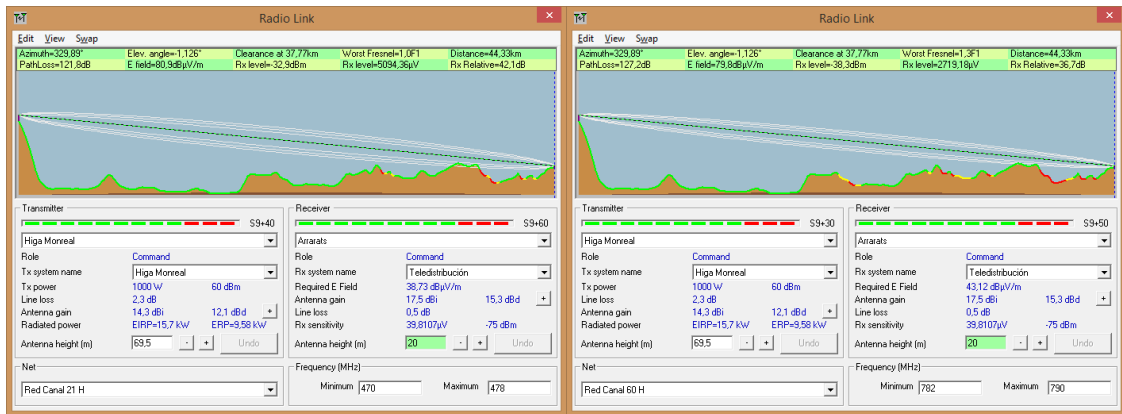 Radio Link
Edit View Swap
Azimuth=329,89° Elev. angle=-1,126° Clearance at 37,77km Worst Fresnel=1,0F1 Distance=44,33km
PathLoss=121,8dB E field=80,9dBµV/m Rx level=-32,9dBm Rx level=5094,36µV Rx Relative=42,1dB
Transmitter
S9+40
Higa Monreal
Role Command
Tx system name Higa Monreal
Tx power 1000 W 60 dBm
Line loss 2,3 dB
Antenna gain 14,3 dBi 12,1 dBd +
Radiated power EIRP=15,7 kW ERP=9,58 kW
Antenna height (m) 69,5 - + Undo
Receiver
S9+60
Arrarats
Role Command
Rx system name Teledistribución
Required E Field 38,73 dBµV/m
Antenna gain 17,5 dBi 15,3 dBd +
Line loss 0,5 dB
Rx sensitivity 39,8107µV -75 dBm
Antenna height (m) 20 - + Undo
Net
Red Canal 21 H
Frequency (MHz)
Minimum 470 Maximum 478
Radio Link
Edit View Swap
Azimuth=329,89° Elev. angle=-1,126° Clearance at 37,77km Worst Fresnel=1,3F1 Distance=44,33km
PathLoss=127,2dB E field=79,8dBµV/m Rx level=-38,3dBm Rx level=2719,18µV Rx Relative=36,7dB
Transmitter
S9+30
Higa Monreal
Role Command
Tx system name Higa Monreal
Tx power 1000 W 60 dBm
Line loss 2,3 dB
Antenna gain 14,3 dBi 12,1 dBd +
Radiated power EIRP=15,7 kW ERP=9,58 kW
Antenna height (m) 69,5 - + Undo
Receiver
S9+50
Arrarats
Role Command
Rx system name Teledistribución
Required E Field 43,12 dBµV/m
Antenna gain 17,5 dBi 15,3 dBd +
Line loss 0,5 dB
Rx sensitivity 39,8107µV -75 dBm
Antenna height (m) 20 - + Undo
Net
Red Canal 60 H
Frequency (MHz)
Minimum 782 Maximum 790